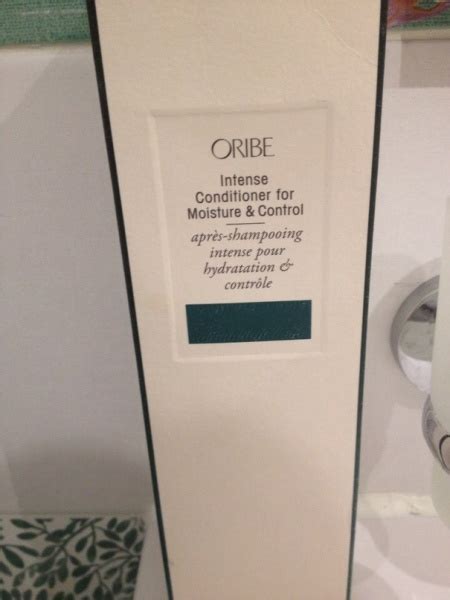 ORIBE
Intense
Conditioner for
Moisture & Control
après-shampooing
intense pour
hydratation &
contrôle